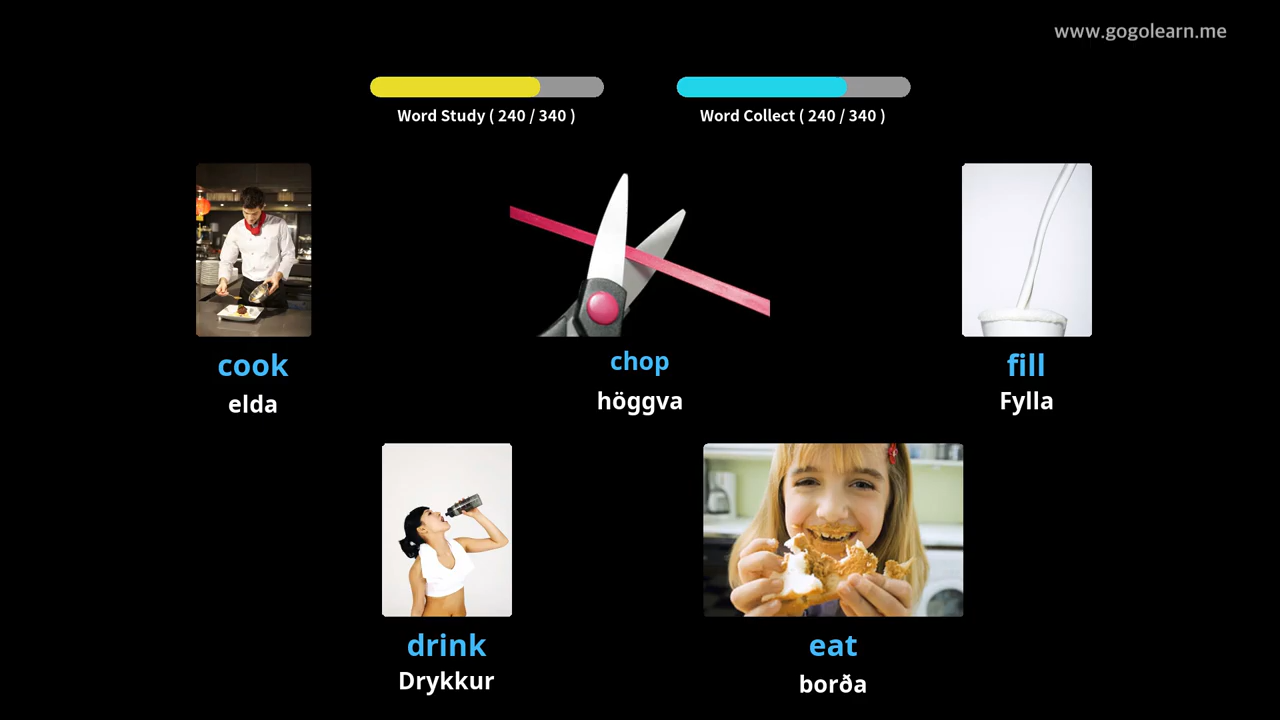 www.gogolearn.me
Word Study ( 240 / 340 )
Word Collect ( 240 / 340 )
cook
elda
chop
höggva
fill
Fylla
drink
Drykkur
eat
borða